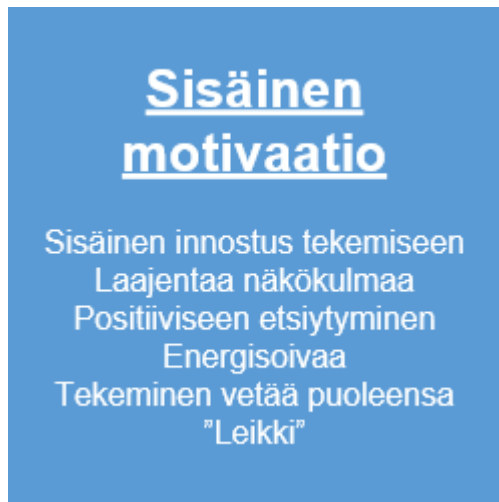 Sisäinen
motivaatio
Sisäinen innostus tekemiseen
Laajentaa näkökulmaa
Positiiviseen etsiytyminen
Energisoivaa
Tekeminen vetää puoleensa
”Leikki”